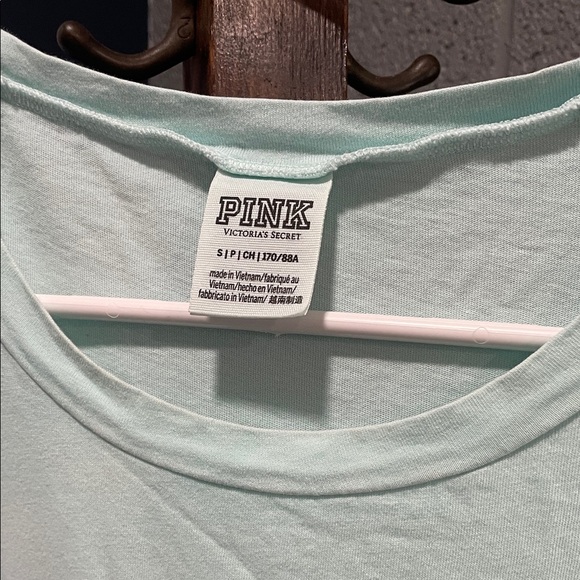 PINK
VICTORIA'S SECRET
S|P|CH|170/88A
made in Vietnam/fabriqué au
Vietnam/hecho en Vietnam/
fabbricato in Vietnam/ 越南制造